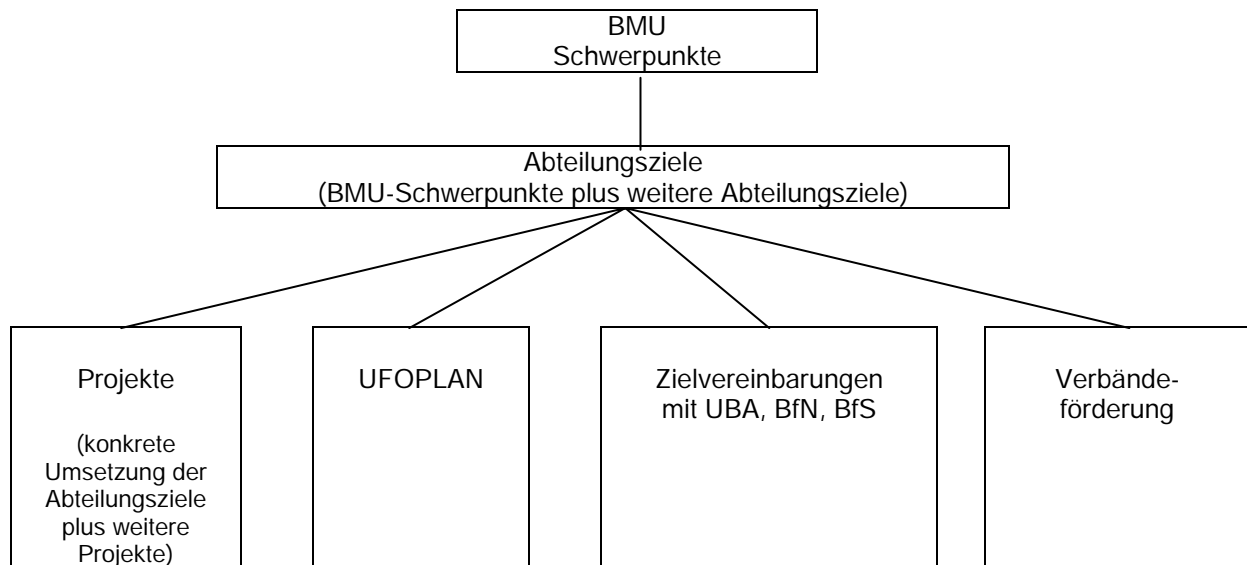 BMU
Schwerpunkte
Abteilungsziele
(BMU-Schwerpunkte plus weitere Abteilungsziele)
Projekte
(konkrete
Umsetzung der
Abteilungsziele
plus weitere
Projekte)
UFOPLAN
Zielvereinbarungen
mit UBA, BfN, BfS
Verbände-
förderung